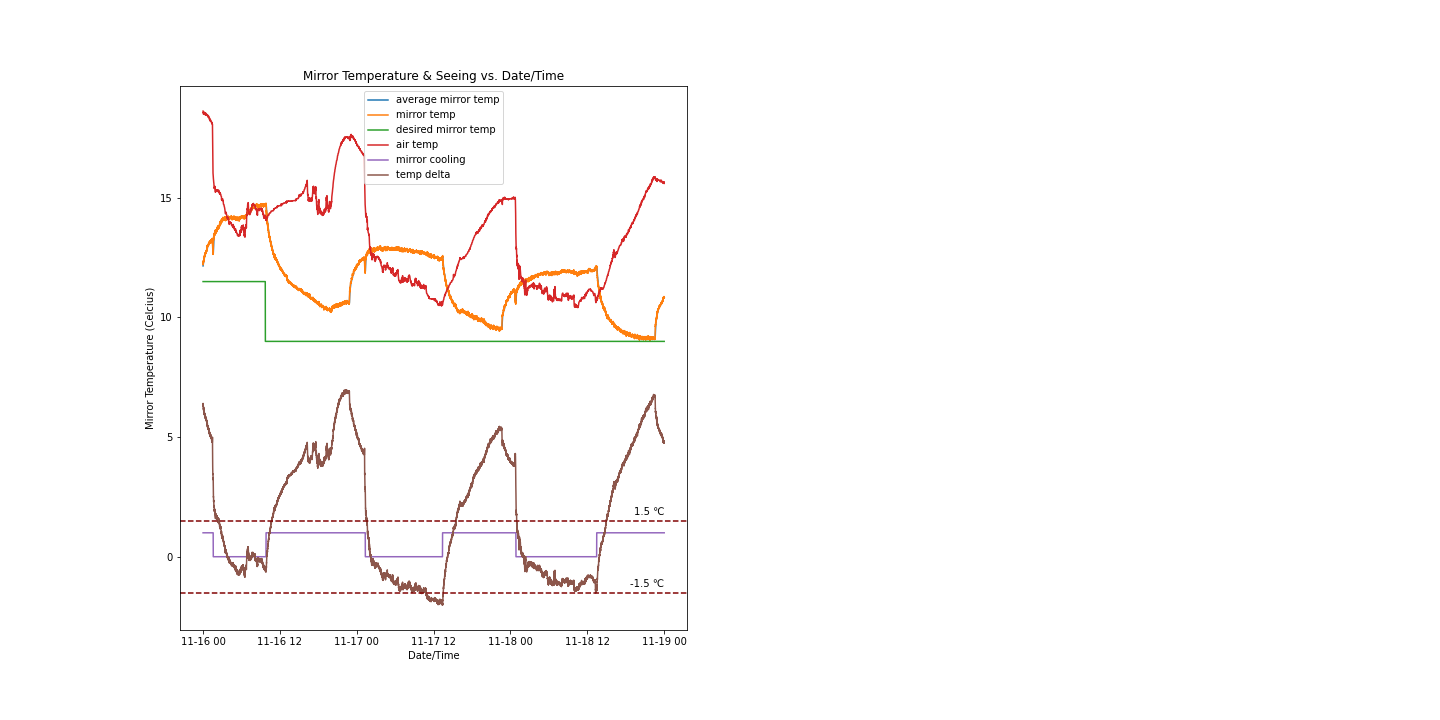 Mirror Temperature & Seeing vs. Date/Time
average mirror temp
mirror temp
desired mirror temp
air temp
mirror cooling
temp delta
Mirror Temperature (Celcius)
15
10
5
0
1.5 °C
-1.5 °C
11-16 00 11-16 12 11-17 00 11-17 12 11-18 00 11-18 12 11-19 00
Date/Time